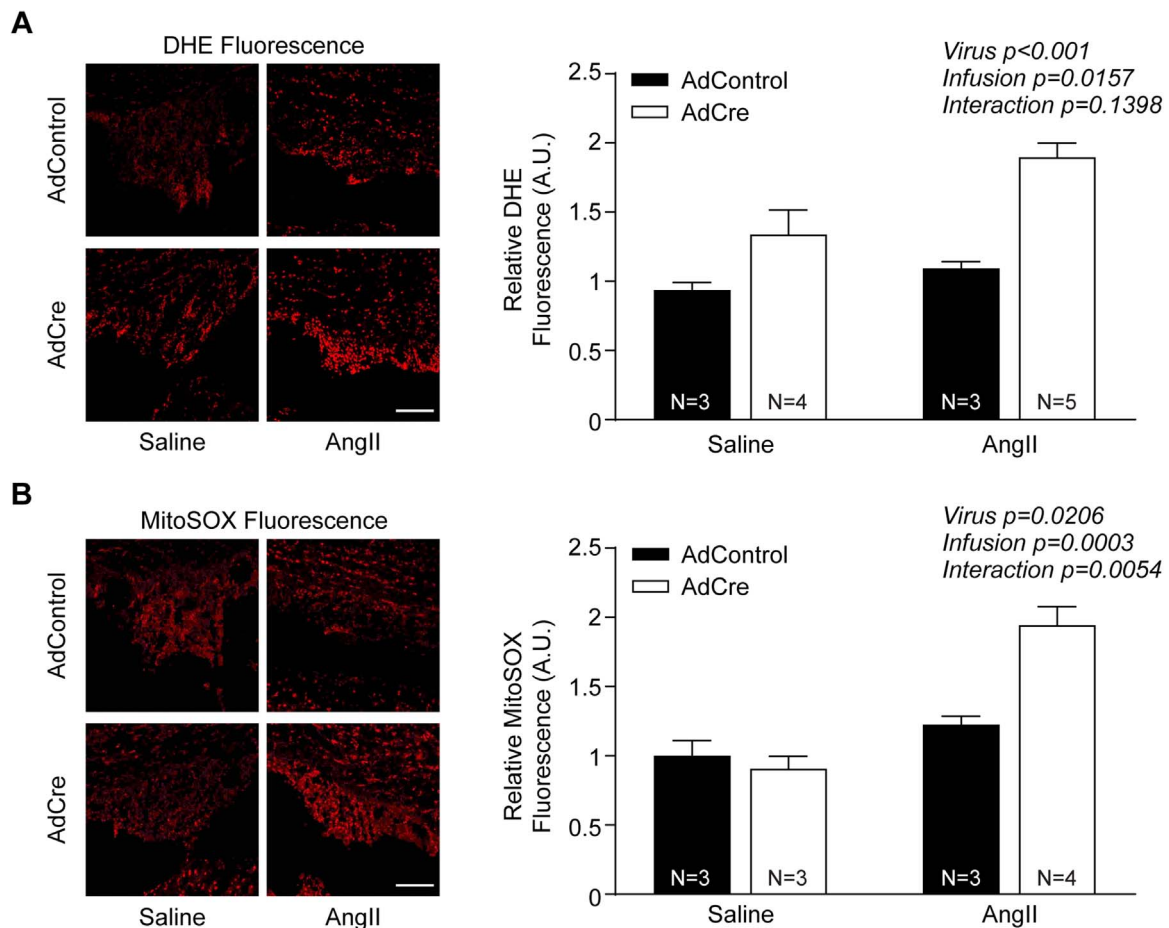 A
DHE Fluorescence
AdControl
AdCre
Saline
AngII
Virus p<0.001
Infusion p=0.0157
Interaction p=0.1398
AdControl
AdCre
Relative DHE
Fluorescence (A.U.)
2.5
2
1.5
1
0.5
0
N=3
N=4
N=3
N=5
Saline
AngII
B
MitoSOX Fluorescence
AdControl
AdCre
Saline
AngII
Virus p=0.0206
Infusion p=0.0003
Interaction p=0.0054
AdControl
AdCre
Relative MitoSOX
Fluorescence (A.U.)
2.5
2
1.5
1
0.5
0
N=3
N=3
N=3
N=4
Saline
AngII